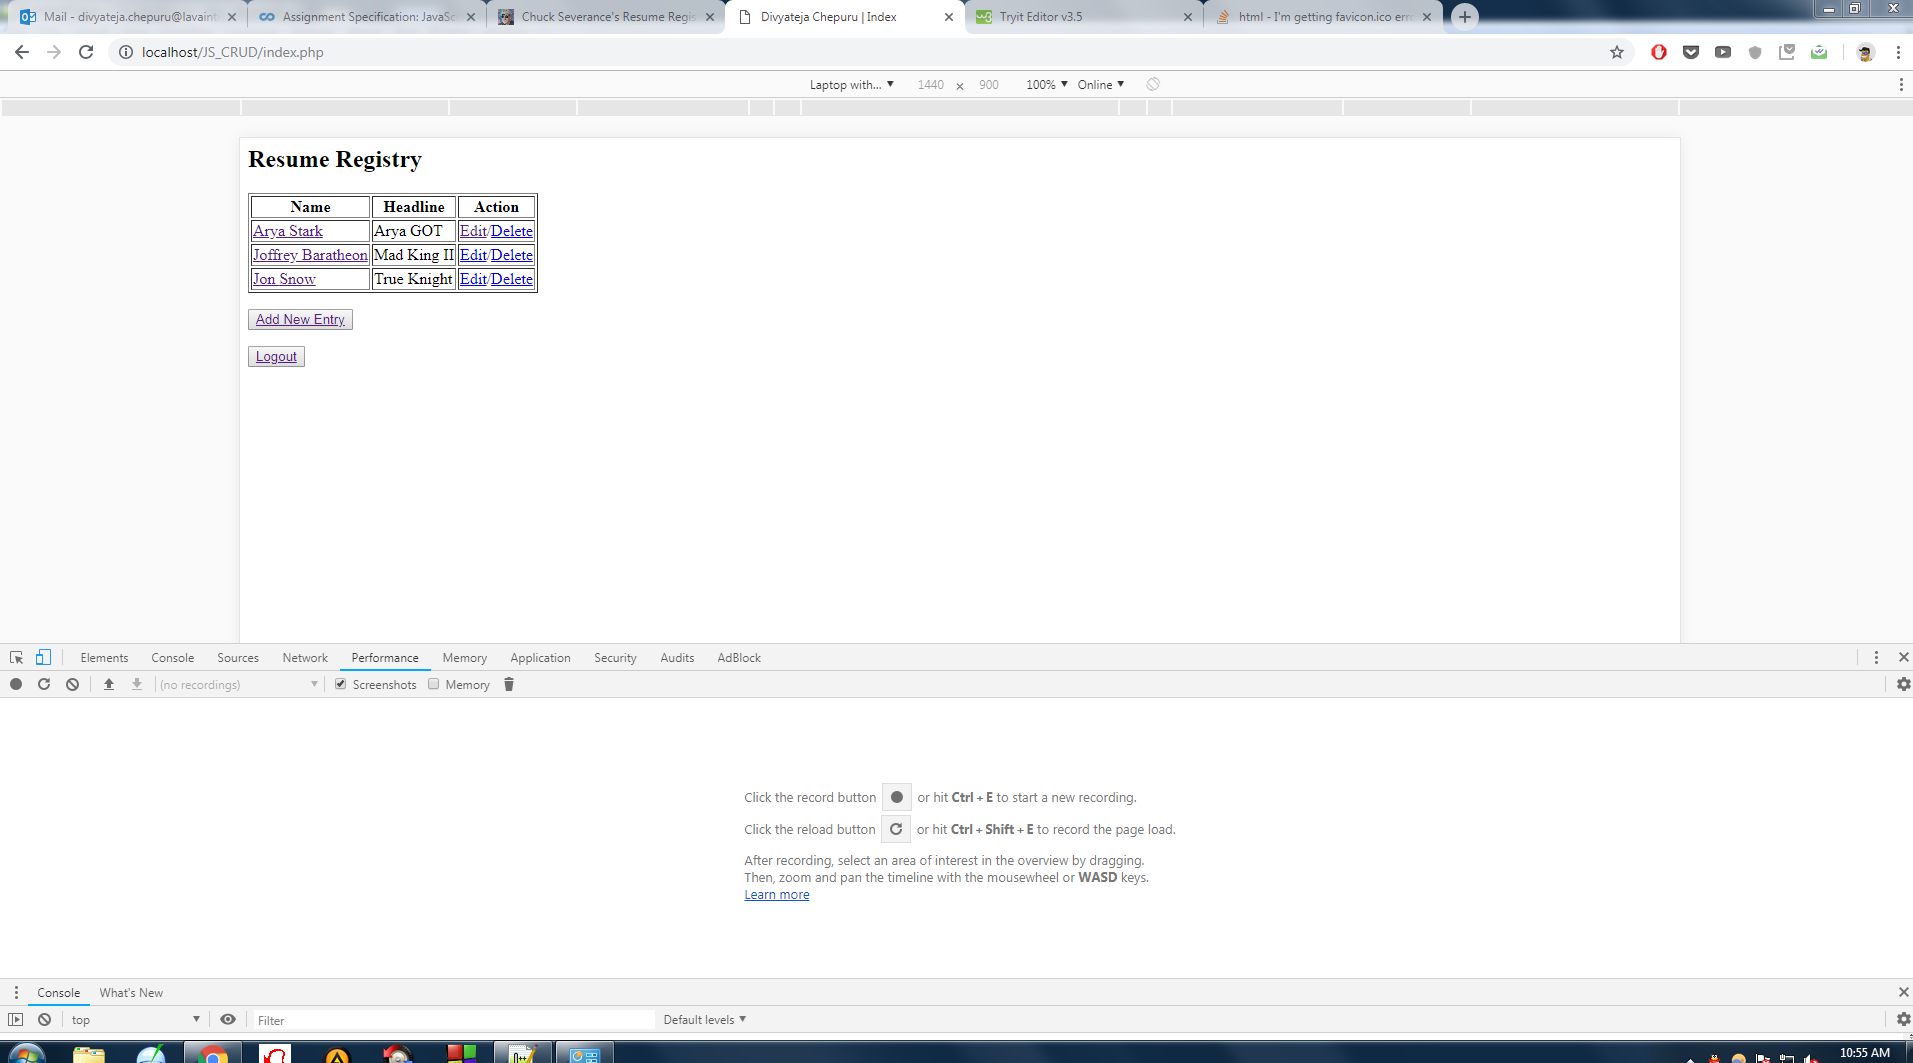 Mail - divyateja.chepuru@lavaint
Assignment Specification: JavaSc
Chuck Severance's Resume Regis
Divyateja Chepuru | Index
Tryit Editor v3.5
html - I'm getting favicon.ico erro
localhost/JS_CRUD/index.php
Laptop with... ▼ 1440 × 900 100% ▼ Online ▼
Resume Registry
Name Headline Action
Arya Stark Arya GOT Edit/Delete
Joffrey Baratheon Mad King II Edit/Delete
Jon Snow True Knight Edit/Delete
Add New Entry
Logout
Elements Console Sources Network Performance Memory Application Security Audits AdBlock
(no recordings) ▼ Screenshots Memory
Click the record button or hit Ctrl + E to start a new recording.
Click the reload button or hit Ctrl + Shift + E to record the page load.
After recording, select an area of interest in the overview by dragging.
Then, zoom and pan the timeline with the mousewheel or WASD keys.
Learn more
Console What's New
top ▼ Filter Default levels ▼
10:55 AM